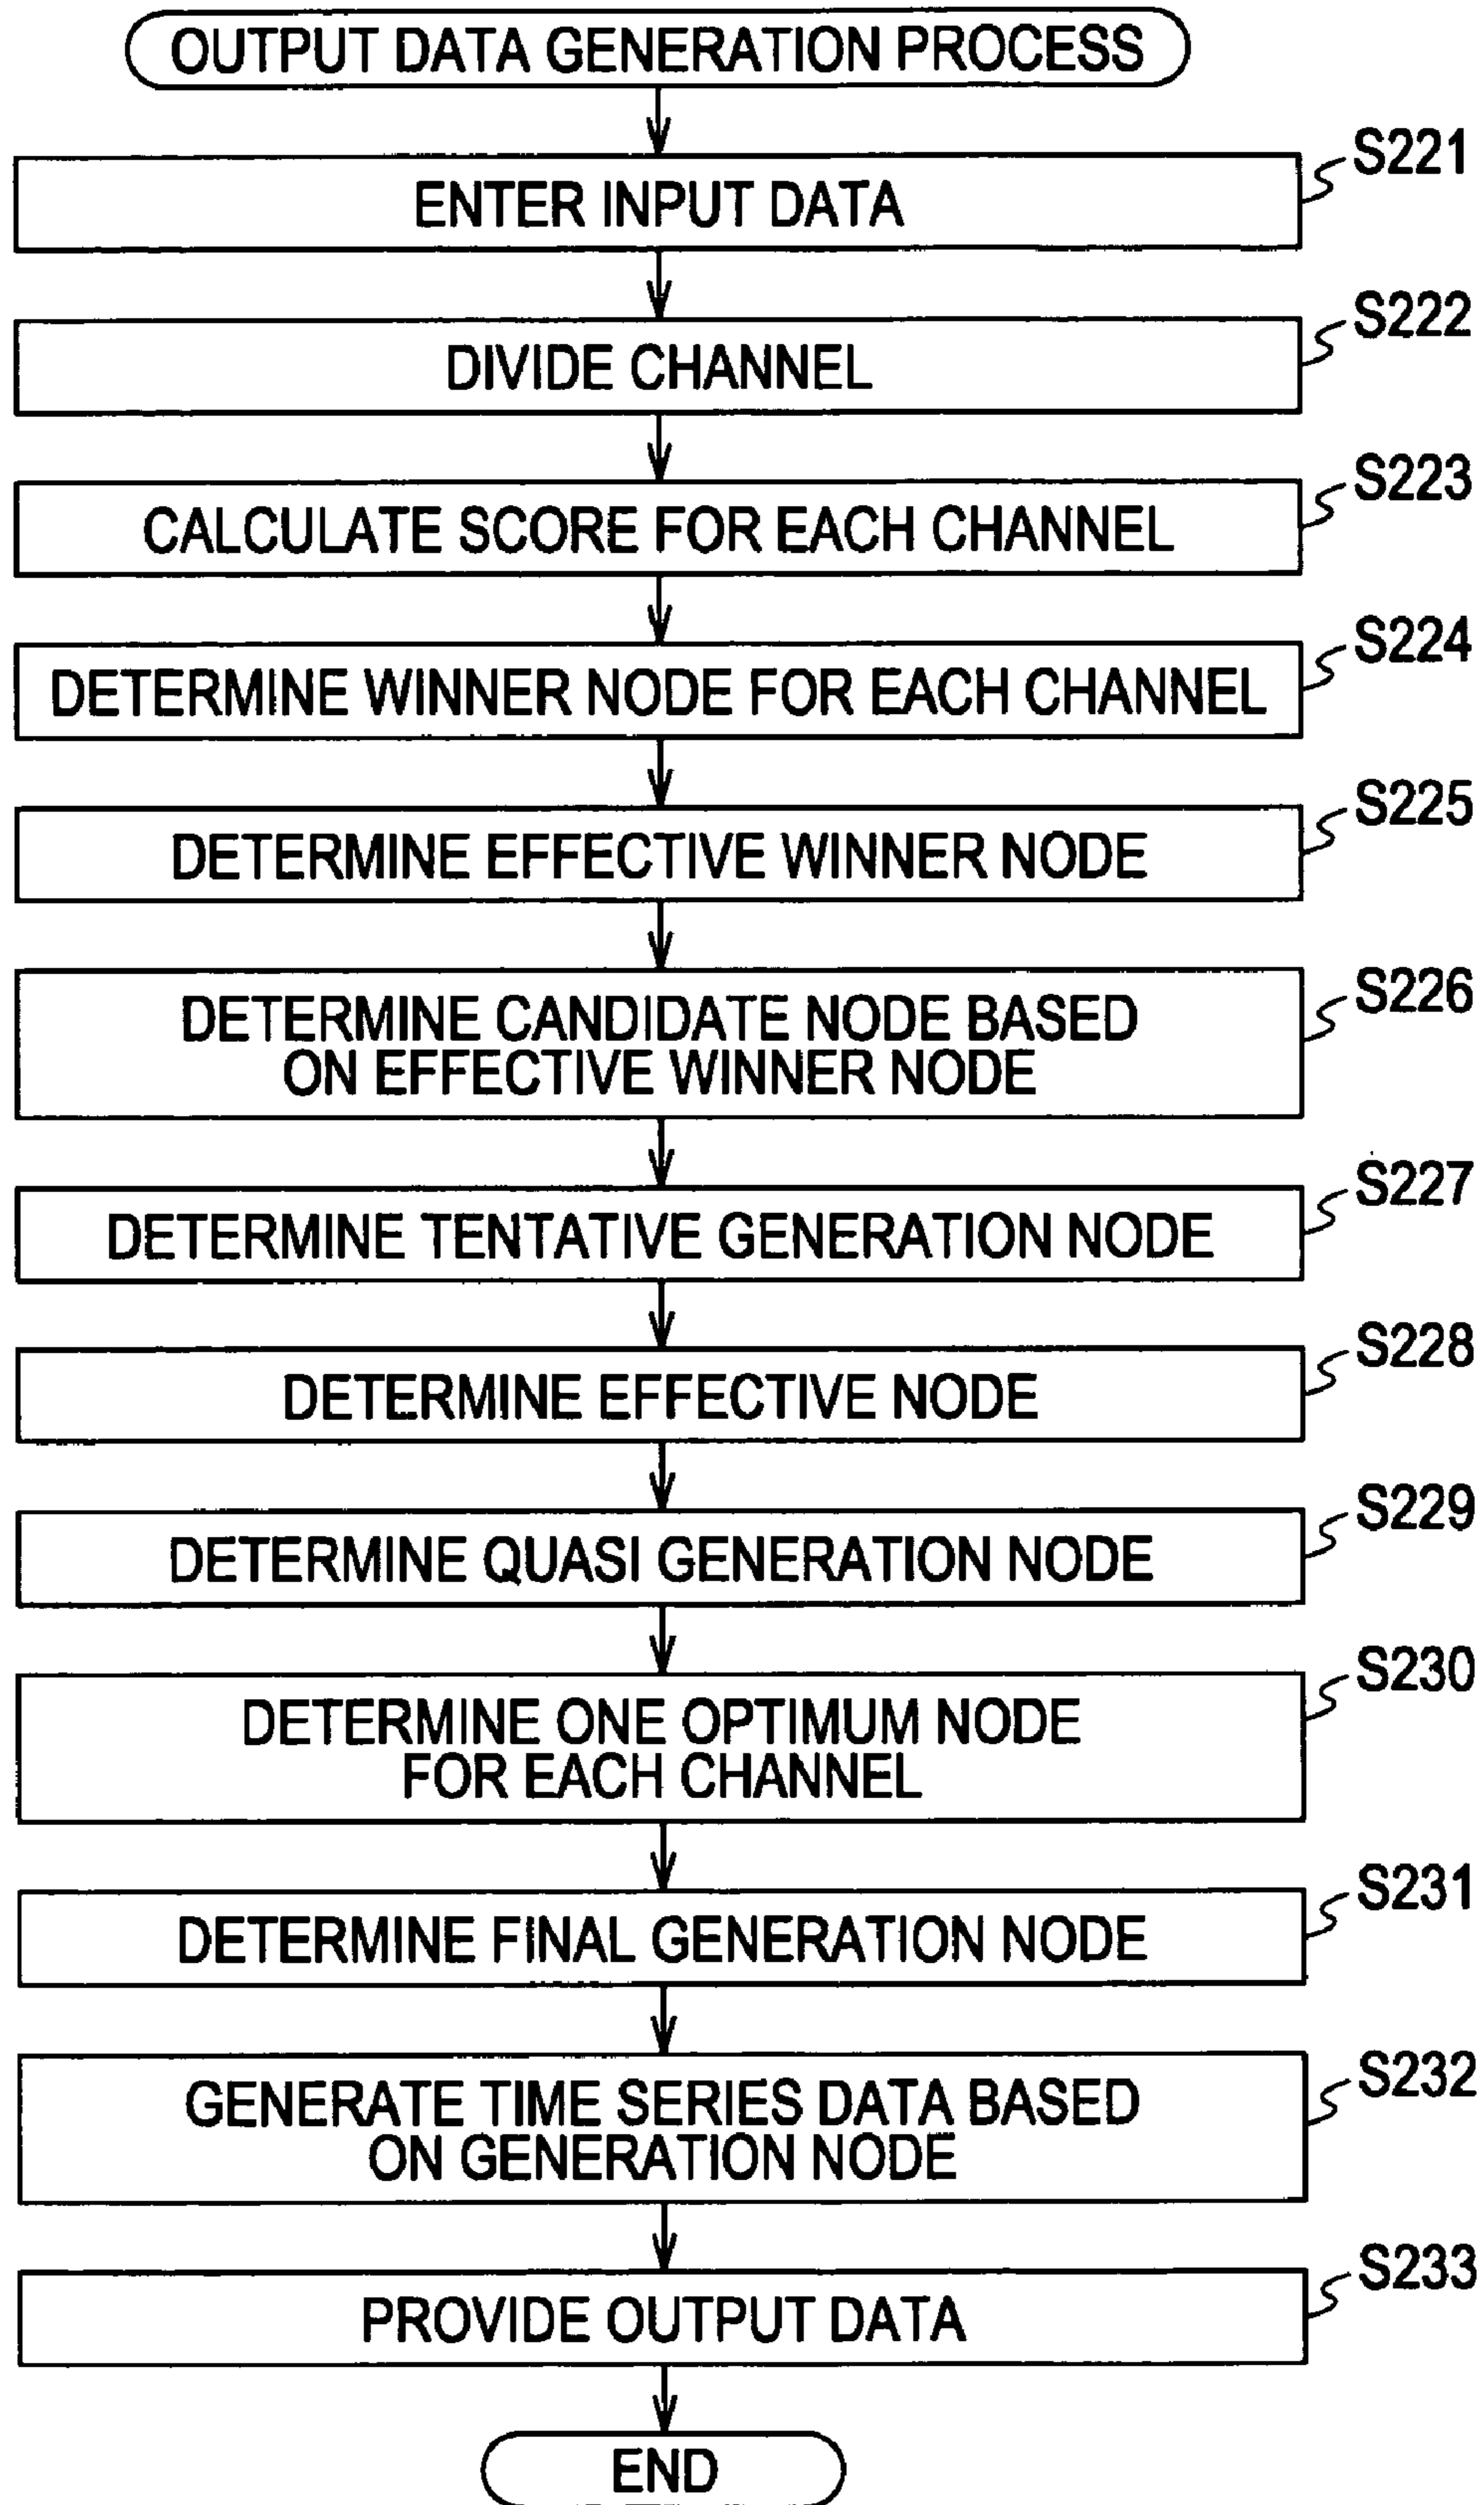 OUTPUT DATA GENERATION PROCESS
S221
ENTER INPUT DATA
S222
DIVIDE CHANNEL
S223
CALCULATE SCORE FOR EACH CHANNEL
S224
DETERMINE WINNER NODE FOR EACH CHANNEL
S225
DETERMINE EFFECTIVE WINNER NODE
S226
DETERMINE CANDIDATE NODE BASED
ON EFFECTIVE WINNER NODE
S227
DETERMINE TENTATIVE GENERATION NODE
S228
DETERMINE EFFECTIVE NODE
S229
DETERMINE QUASI GENERATION NODE
S230
DETERMINE ONE OPTIMUM NODE
FOR EACH CHANNEL
S231
DETERMINE FINAL GENERATION NODE
S232
GENERATE TIME SERIES DATA BASED
ON GENERATION NODE
S233
PROVIDE OUTPUT DATA
END